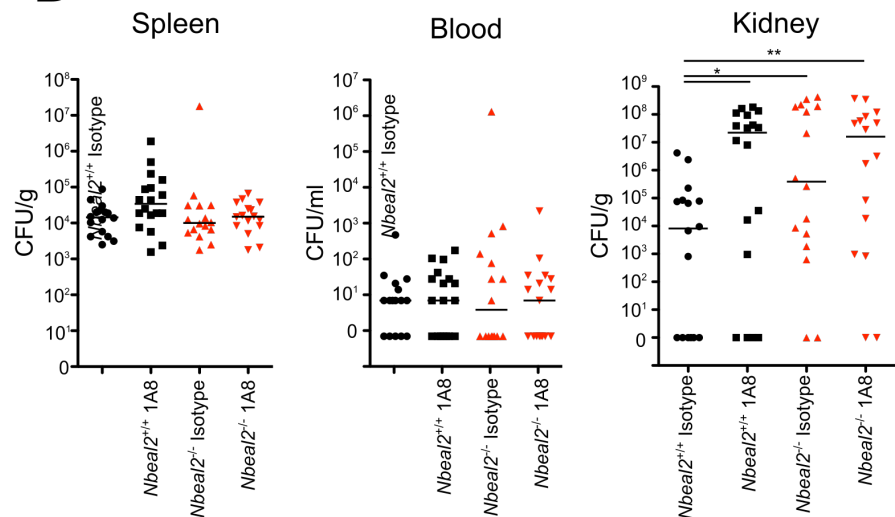 Spleen
Blood
Kidney
**
*
CFU/g
10⁸
10⁷
10⁶
10⁵
10⁴
10³
10²
10¹
0
Nbeal2⁺/⁺ Isotype
Nbeal2⁺/⁺ 1A8
Nbeal2⁻/⁻ Isotype
Nbeal2⁻/⁻ 1A8
CFU/ml
10⁷
10⁶
10⁵
10⁴
10³
10²
10¹
0
Nbeal2⁺/⁺ Isotype
Nbeal2⁺/⁺ 1A8
Nbeal2⁻/⁻ Isotype
Nbeal2⁻/⁻ 1A8
CFU/g
10⁹
10⁸
10⁷
10⁶
10⁵
10⁴
10³
10²
10¹
0
Nbeal2⁺/⁺ Isotype
Nbeal2⁺/⁺ 1A8
Nbeal2⁻/⁻ Isotype
Nbeal2⁻/⁻ 1A8